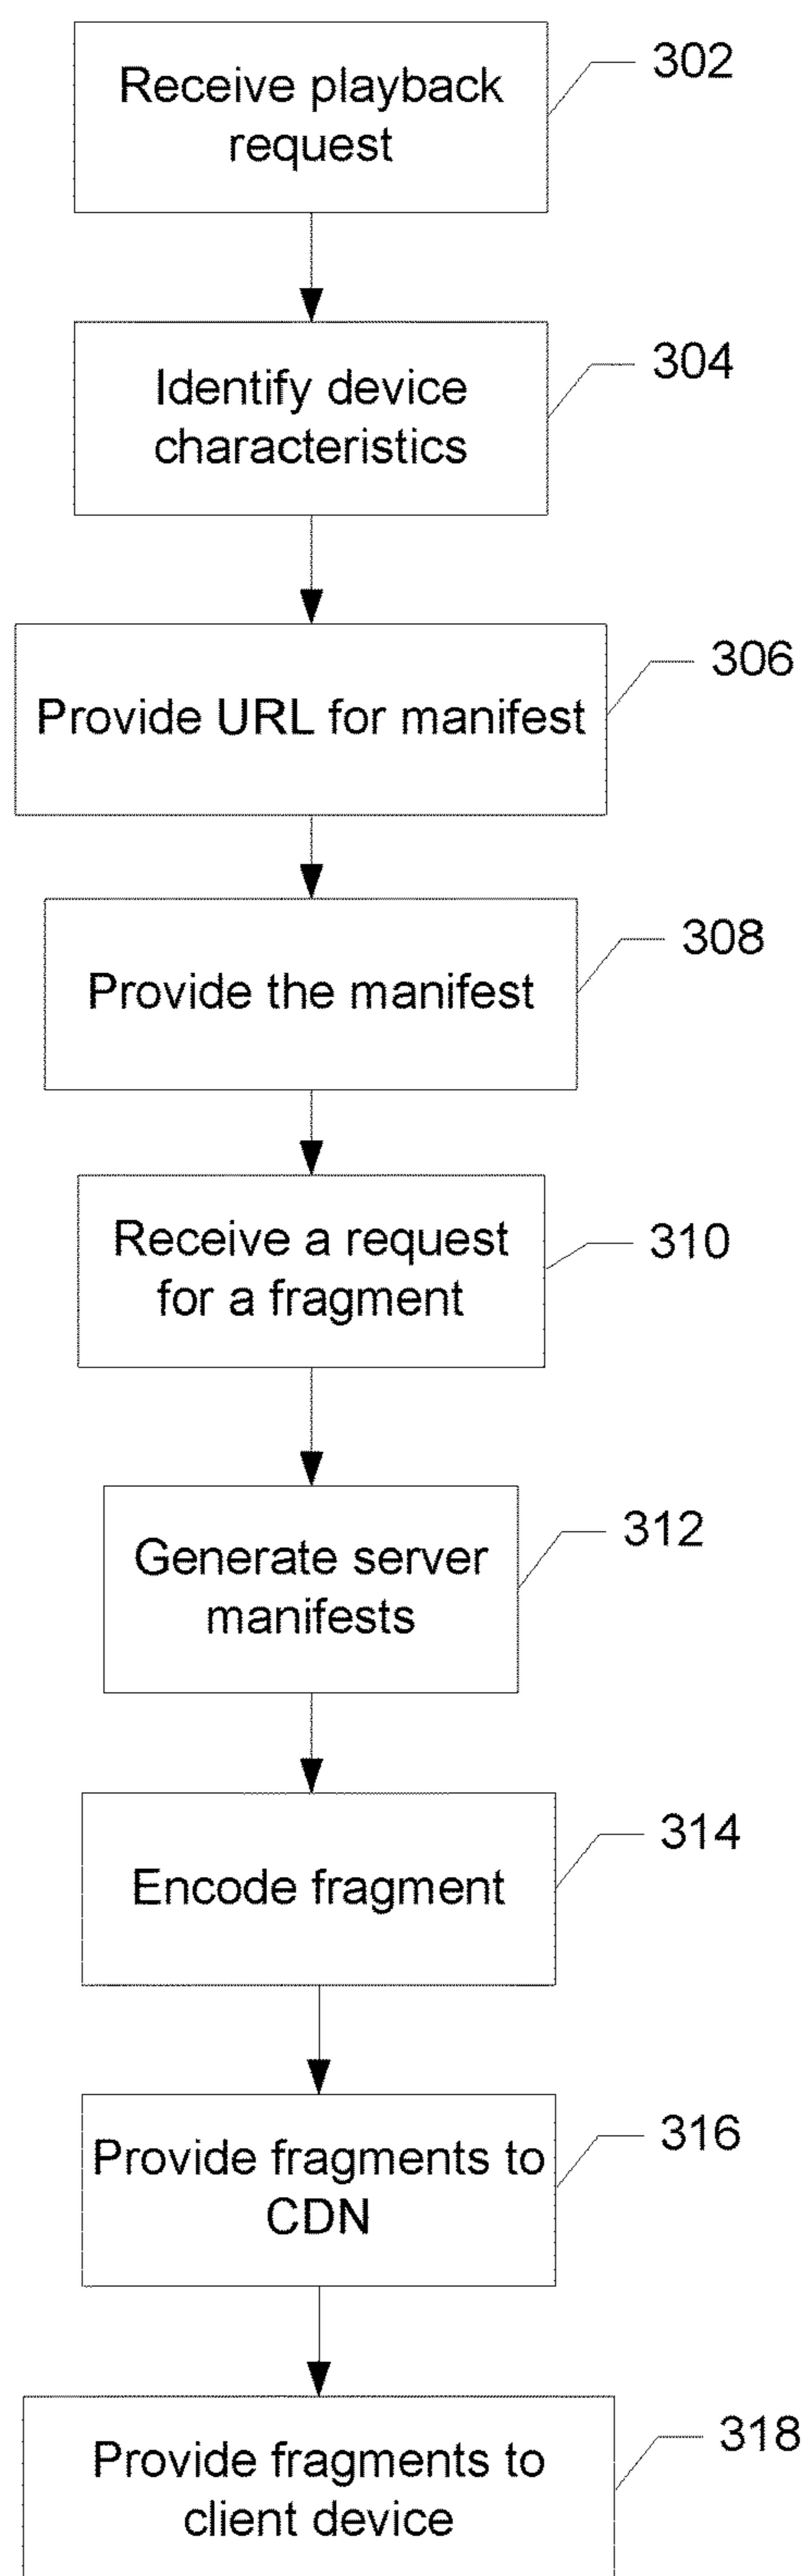 Receive playback
request
302
Identify device
characteristics
304
Provide URL for manifest
306
Provide the manifest
308
Receive a request
for a fragment
310
Generate server
manifests
312
Encode fragment
314
Provide fragments to
CDN
316
Provide fragments to
client device
318